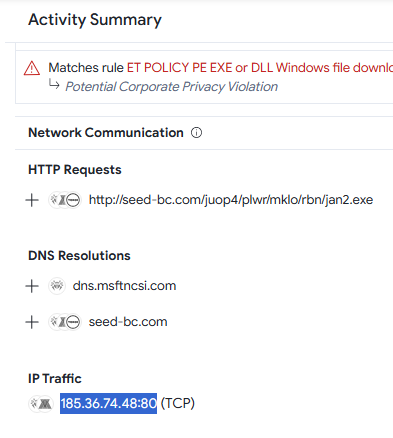 Activity Summary
Matches rule ET POLICY PE EXE or DLL Windows file downlo
Potential Corporate Privacy Violation
Network Communication
HTTP Requests
http://seed-bc.com/juop4/plwr/mklo/rbn/jan2.exe
DNS Resolutions
dns.msftncsi.com
seed-bc.com
IP Traffic
185.36.74.48:80 (TCP)